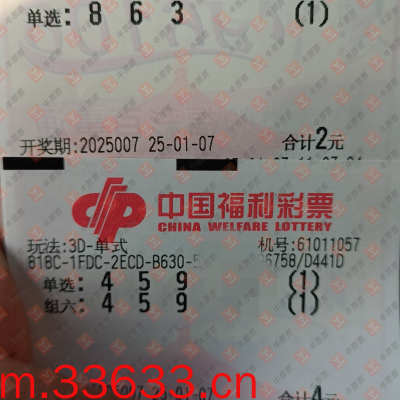 单选: 8 6 3 (1)
开奖期:2025007 25-01-07 合计2元
中国福利彩票
CHINA WELFARE LOTTERY
玩法:3D-单式 机号:61011057
818C-1FDC-2ECD-B630- 6758/D441D
单选: 4 5 9 (1)
组六: 4 5 9 (1)
m.33633.cn
25-01-07 合计4元